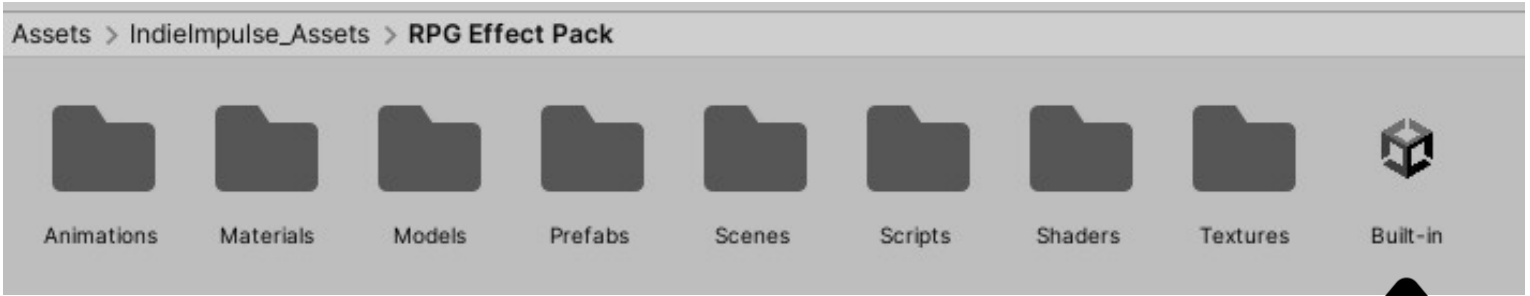 Assets > IndieImpulse_Assets > RPG Effect Pack
Animations Materials Models Prefabs Scenes Scripts Shaders Textures Built-in